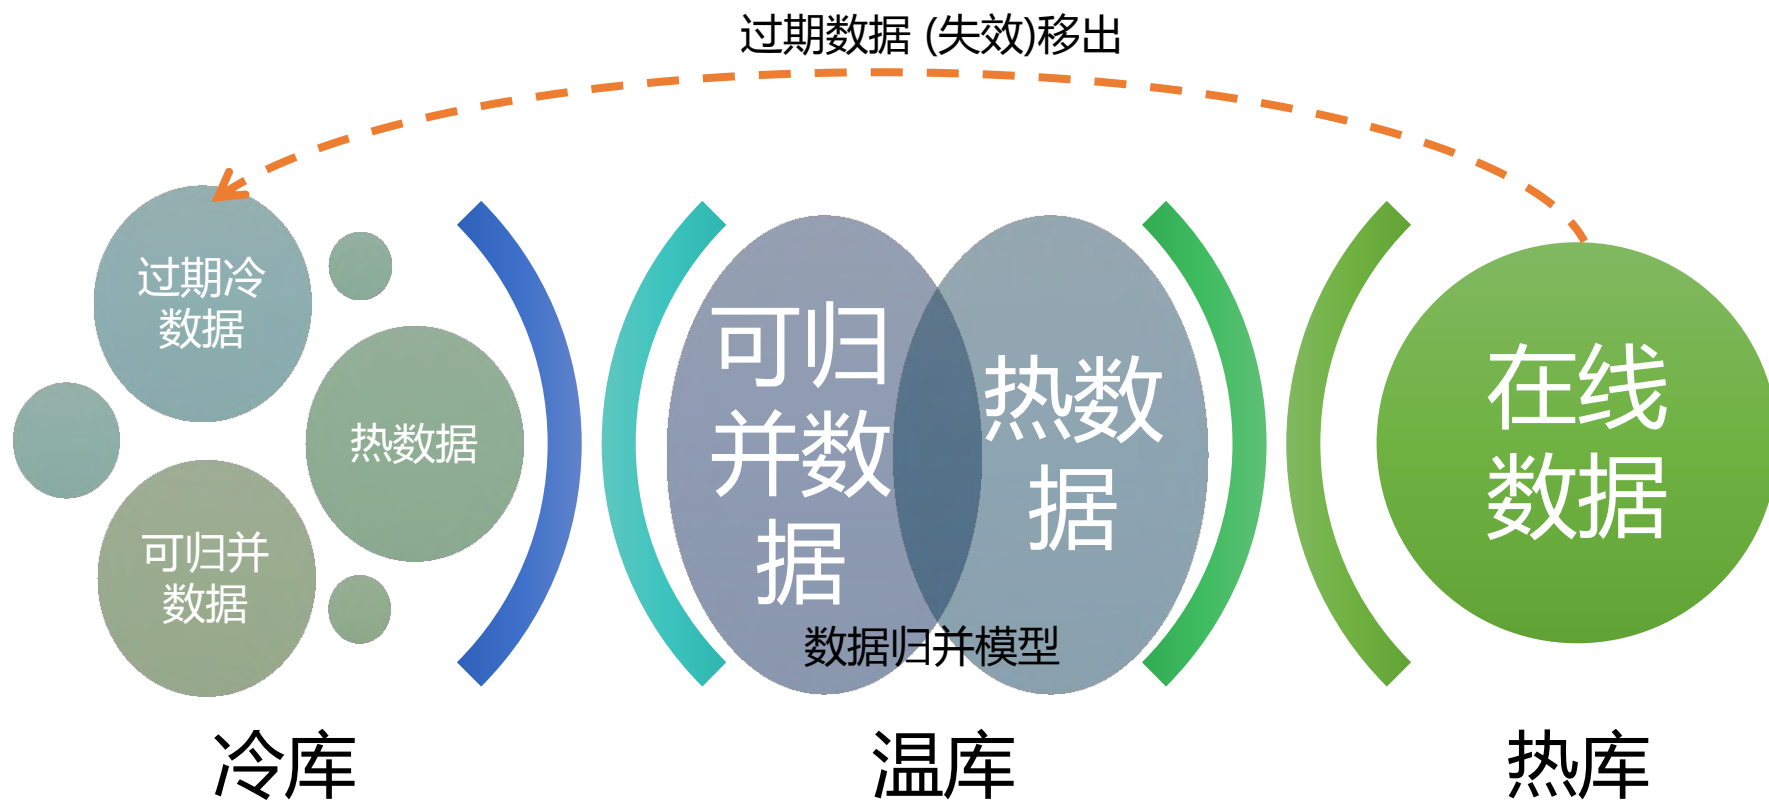 过期数据 (失效)移出
过期冷
数据
热数据
可归并
数据
可归
并数
据
热数
据
数据归并模型
在线
数据
冷库
温库
热库